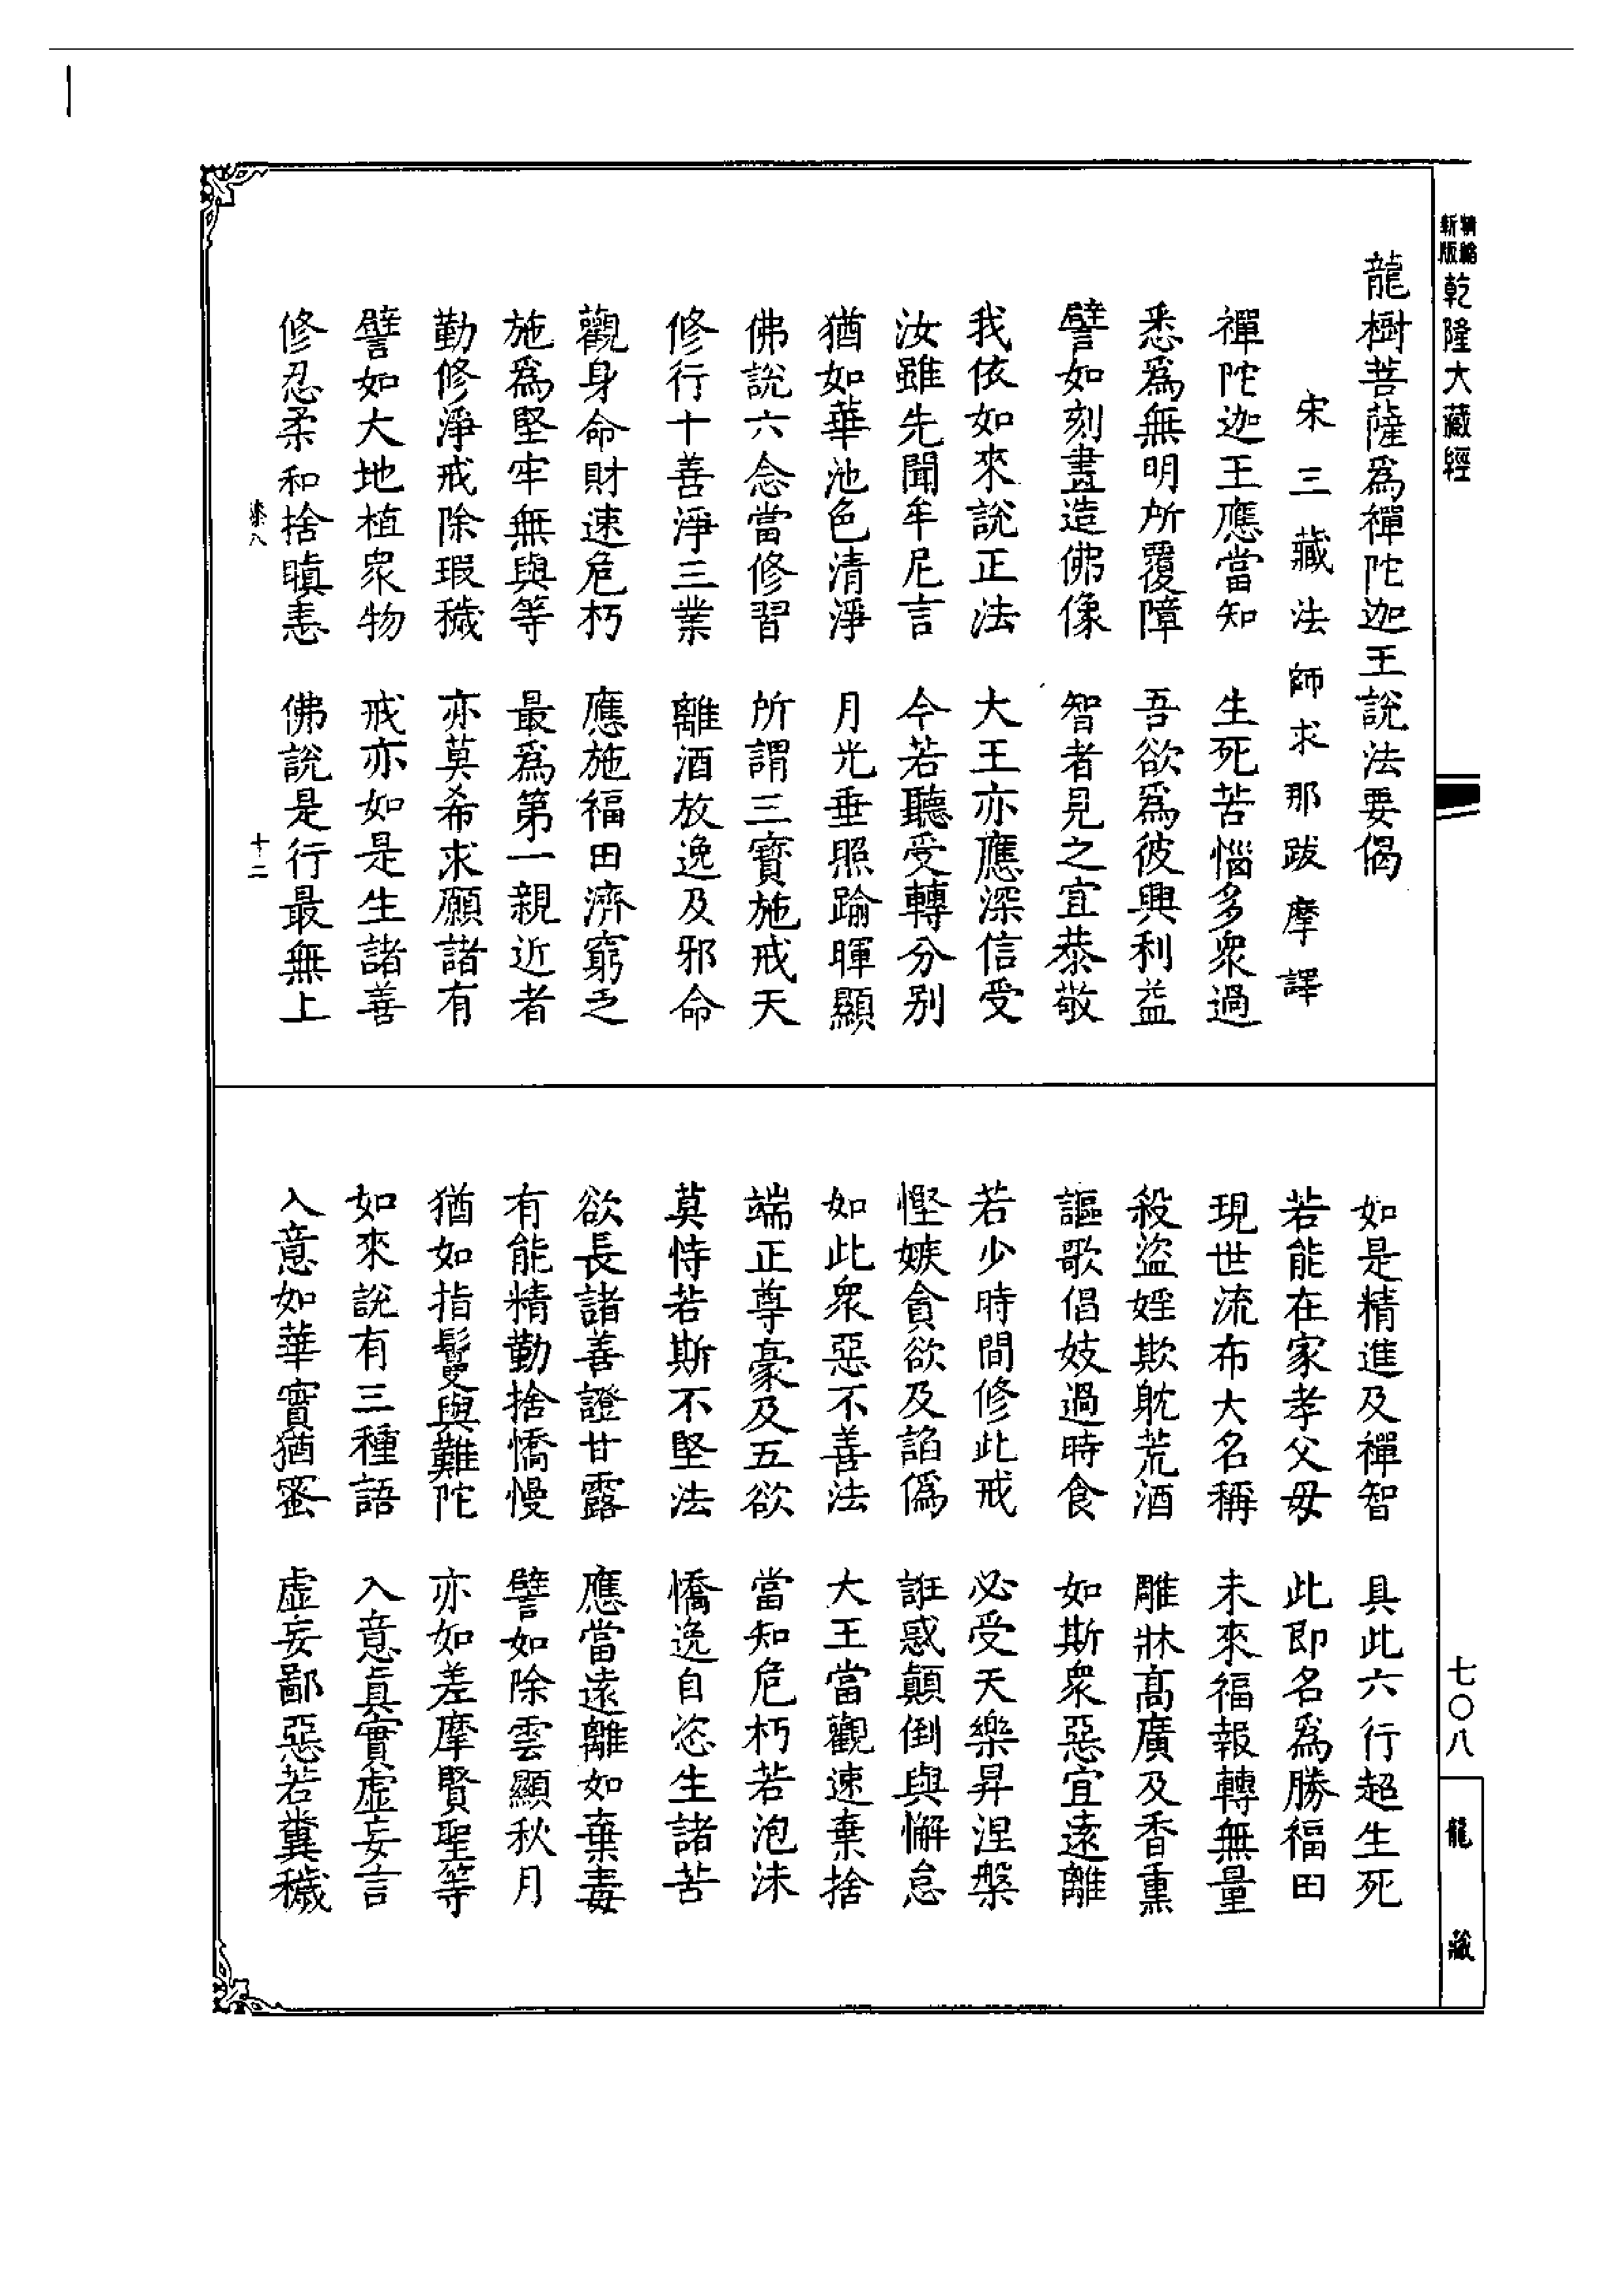 精縮
新版
乾隆大藏經
龍樹菩薩爲禪陀迦王說法要偈
宋三藏法師求那跋摩譯
禪陀迦王應當知　生死苦惱多衆過
悉爲無明所覆障　吾欲爲彼興利益
譬如刻畫造佛像　智者見之宜恭敬
我依如來說正法　大王亦應深信受
汝雖先聞牟尼言　今若聽受轉分别
猶如華池色清淨　月光垂照踰暉顯
佛說六念當修習　所謂三寶施戒天
修行十善淨三業　離酒放逸及邪命
觀身命財速危朽　應施福田濟窮乏
施爲堅牢無與等　最爲第一親近者
勤修淨戒除瑕穢　亦莫希求願諸有
譬如大地植衆物　戒亦如是生諸善
修忍柔和捨瞋恚　佛說是行最無上
十二
如是精進及禪智　具此六行超生死
若能在家孝父母　此即名爲勝福田
現世流布大名稱　未來福報轉無量
殺盜婬欺躭荒酒　雕牀高廣及香熏
謳歌倡妓過時食　如斯衆惡宜遠離
若少時間修此戒　必受天樂昇涅槃
慳嫉貪欲及諂僞　誑惑顛倒與懈怠
如此衆惡不善法　大王當觀速棄捨
端正尊豪及五欲　當知危朽若泡沫
莫恃若斯不堅法　憍逸自恣生諸苦
欲長諸善證甘露　應當遠離如棄毒
有能精勤捨憍慢　譬如除雲顯秋月
猶如指鬘與難陀　亦如差摩賢聖等
如來說有三種語　入意真實虛妄言
入意如華實猶蜜　虛妄鄙惡若糞穢
七〇八
龍藏